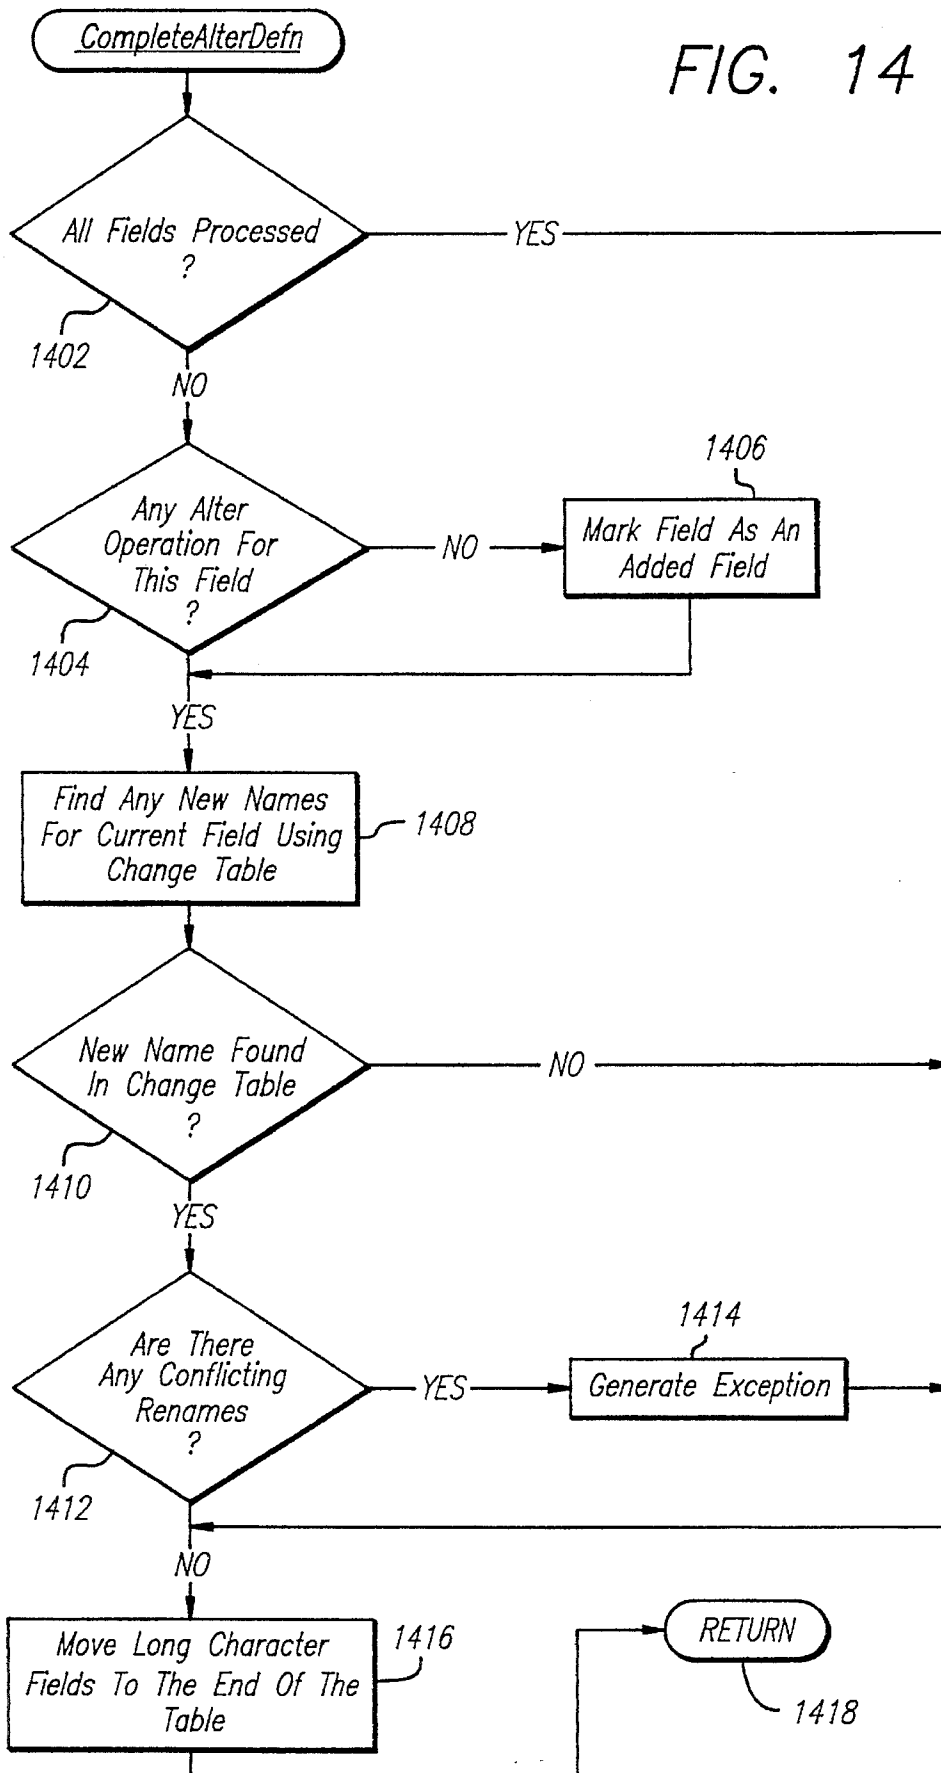 CompleteAlterDefn
FIG. 14
All Fields Processed
?
YES
1402
NO
1406
Any Alter
Operation For
This Field
?
NO
Mark Field As An
Added Field
1404
YES
Find Any New Names
For Current Field Using
Change Table
1408
New Name Found
In Change Table
?
NO
1410
YES
1414
Are There
Any Conflicting
Renames
?
YES
Generate Exception
1412
NO
Move Long Character
Fields To The End Of The
Table
1416
RETURN
1418